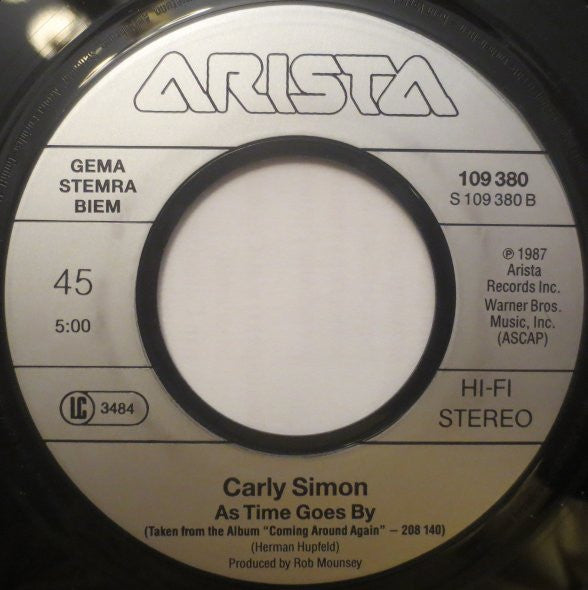 ARISTA
GEMA
STEMRA
BIEM
109 380
S 109 380 B
45
5:00
℗ 1987
Arista
Records Inc.
Warner Bros.
Music, Inc.
(ASCAP)
LC 3484
HI-FI
STEREO
Carly Simon
As Time Goes By
(Taken from the Album "Coming Around Again" – 208 140)
(Herman Hupfeld)
Produced by Rob Mounsey